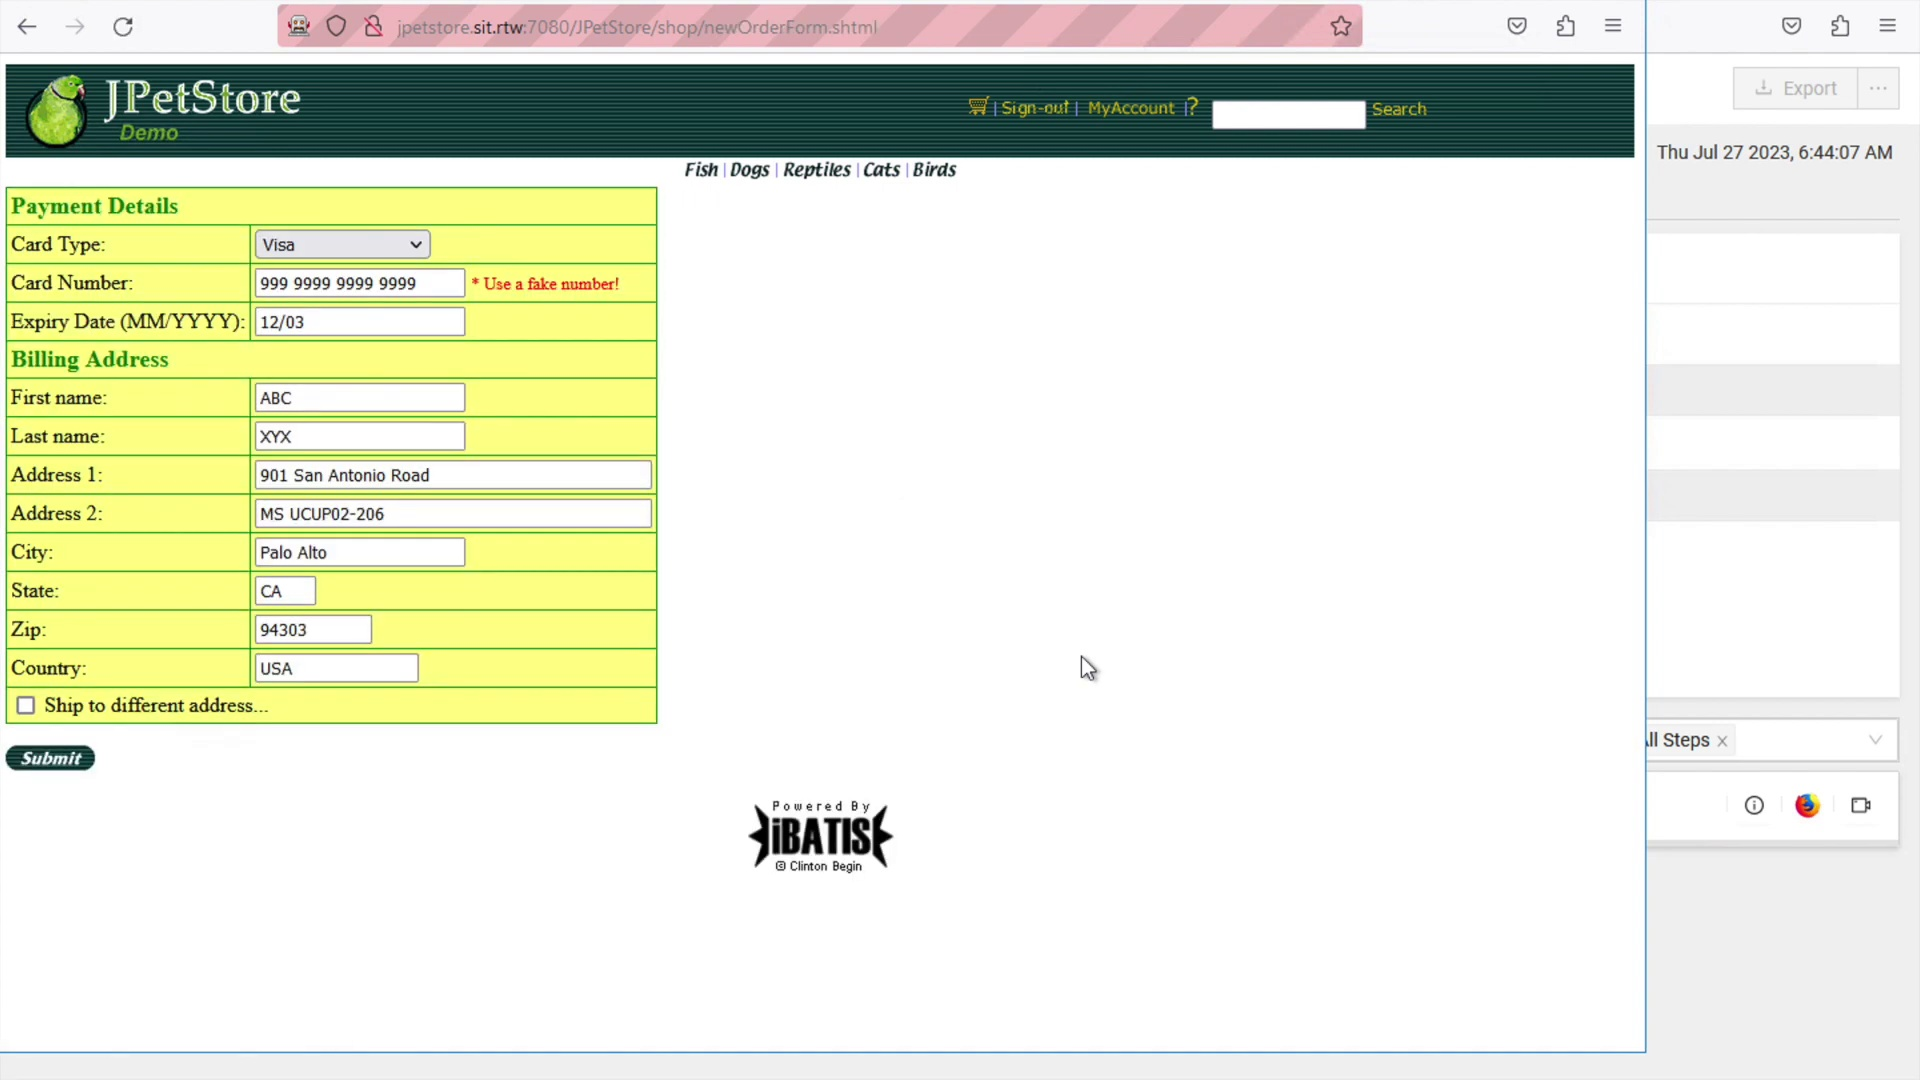 jpetstore.sit.rtw:7080/JPetStore/shop/newOrderForm.shtml
Export
JPetStore
Demo
| Sign-out | MyAccount | ? Search
Thu Jul 27 2023, 6:44:07 AM
Fish | Dogs | Reptiles | Cats | Birds
Payment Details
Card Type: Visa
Card Number: 999 9999 9999 9999 * Use a fake number!
Expiry Date (MM/YYYY): 12/03
Billing Address
First name: ABC
Last name: XYX
Address 1: 901 San Antonio Road
Address 2: MS UCUP02-206
City: Palo Alto
State: CA
Zip: 94303
Country: USA
Ship to different address...
All Steps
Submit
Powered By
iBATIS
© Clinton Begin